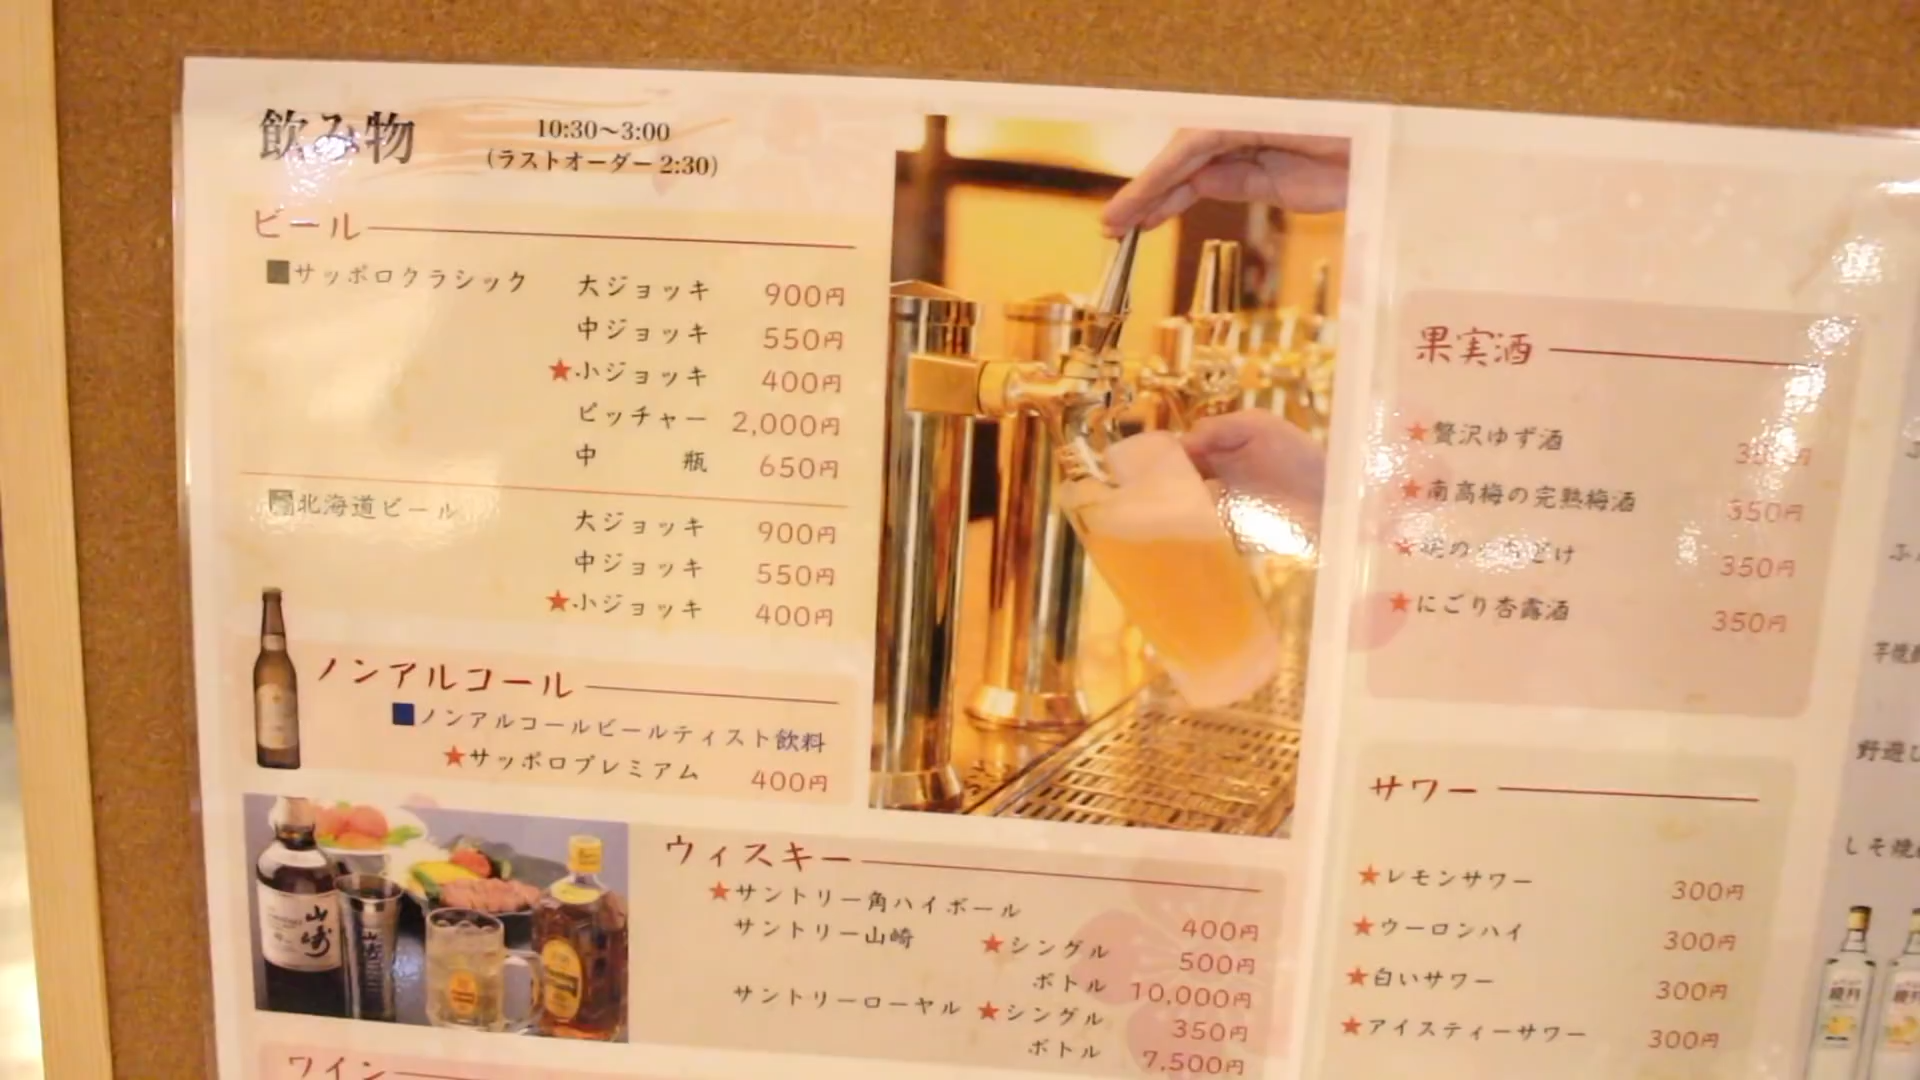 飲み物
10:30～3:00
(ラストオーダー 2:30)
ビール
■サッポロクラシック 大ジョッキ 900円
中ジョッキ 550円
★小ジョッキ 400円
ピッチャー 2,000円
中 瓶 650円
北海道ビール 大ジョッキ 900円
中ジョッキ 550円
★小ジョッキ 400円
ノンアルコール
■ノンアルコールビールテイスト飲料
★サッポロプレミアム 400円
ウィスキー
★サントリー角ハイボール 400円
サントリー山崎 ★シングル 500円
ボトル 10,000円
サントリーローヤル ★シングル 350円
ボトル 7,500円
ワイン
山崎
果実酒
★贅沢ゆず酒
★南高梅の完熟梅酒 350円
350円
★にごり杏露酒 350円
サワー
★レモンサワー 300円
★ウーロンハイ 300円
★白いサワー 300円
★アイスティーサワー 300円
野遊び
鏡月
鏡月